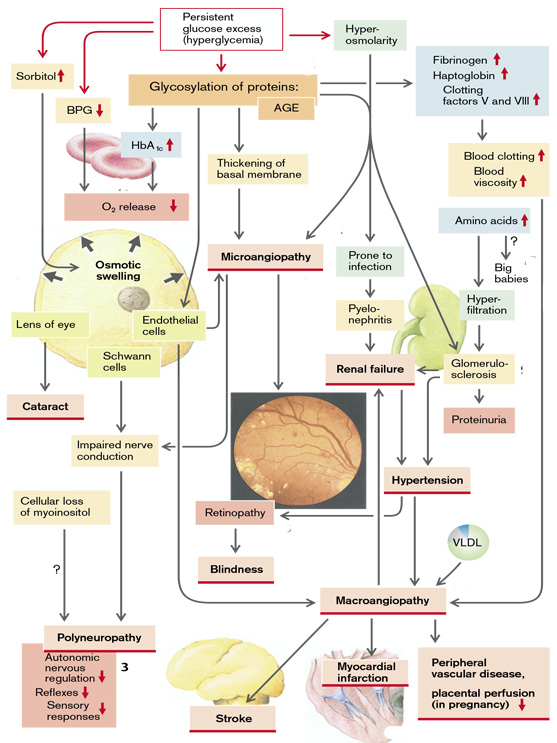 Persistent
glucose excess
(hyperglycemia)
Hyper-
osmolarity
Sorbitol
BPG
Glycosylation of proteins:
AGE
Fibrinogen
Haptoglobin
Clotting
factors V and VIII
HbA1c
Thickening of
basal membrane
Blood clotting
Blood
viscosity
O2 release
Amino acids
?
Big
babies
Osmotic
swelling
Microangiopathy
Prone to
infection
Hyper-
filtration
Lens of eye
Endothelial
cells
Pyelo-
nephritis
Schwann
cells
Renal failure
Glomerulo-
sclerosis
Cataract
Proteinuria
Impaired nerve
conduction
Hypertension
Cellular loss
of myoinositol
Retinopathy
VLDL
Blindness
?
Macroangiopathy
Polyneuropathy
Autonomic
nervous
regulation
Reflexes
Sensory
responses
3
Stroke
Myocardial
infarction
Peripheral
vascular disease,
placental perfusion
(in pregnancy)